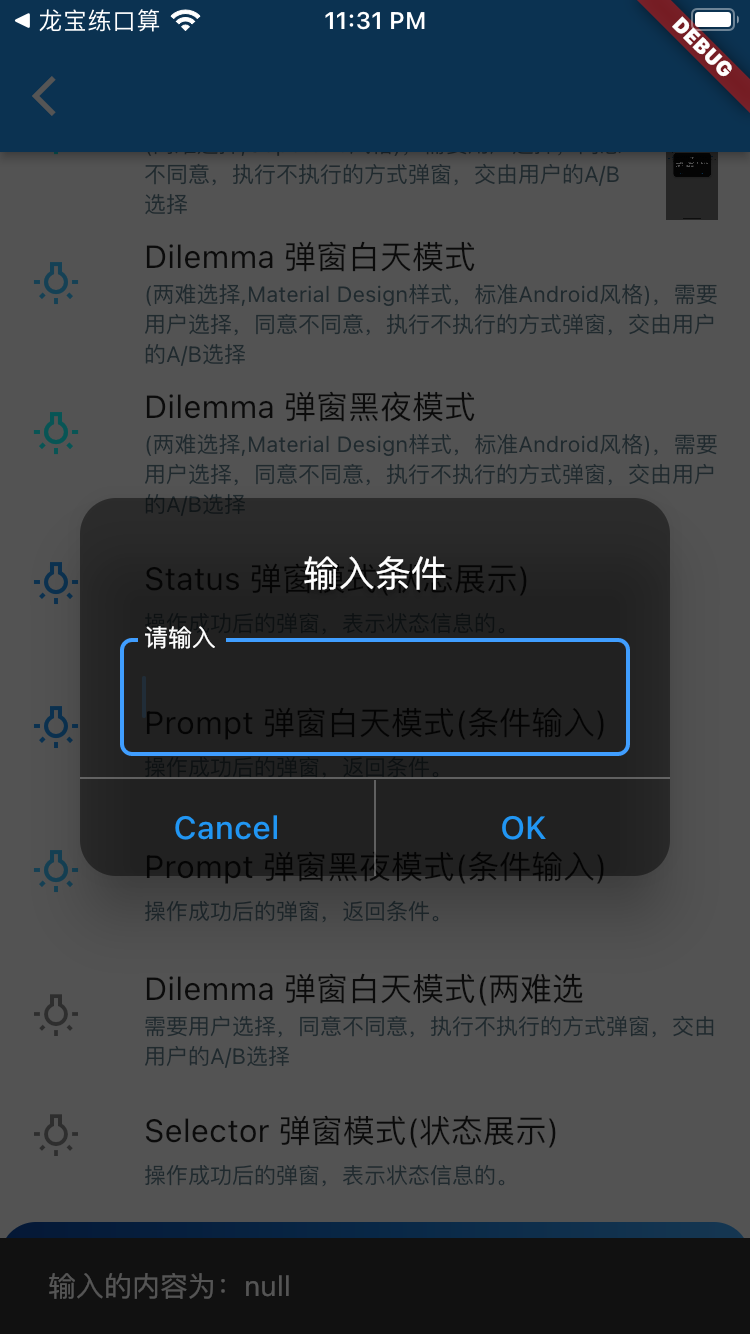 龙宝练口算
11:31 PM
DEBUG
不同意，执行不执行的方式弹窗，交由用户的A/B
选择
Dilemma 弹窗白天模式
(两难选择,Material Design样式，标准Android风格)，需要
用户选择，同意不同意，执行不执行的方式弹窗，交由用户
的A/B选择
Dilemma 弹窗黑夜模式
(两难选择,Material Design样式，标准Android风格)，需要
用户选择，同意不同意，执行不执行的方式弹窗，交由用户
的A/B选择
输入条件
Status 弹窗模式(状态展示)
操作成功后的弹窗，表示状态信息的。
请输入
Prompt 弹窗白天模式(条件输入)
操作成功后的弹窗，返回条件。
Cancel
OK
Prompt 弹窗黑夜模式(条件输入)
操作成功后的弹窗，返回条件。
Dilemma 弹窗白天模式(两难选
需要用户选择，同意不同意，执行不执行的方式弹窗，交由
用户的A/B选择
Selector 弹窗模式(状态展示)
操作成功后的弹窗，表示状态信息的。
输入的内容为：null